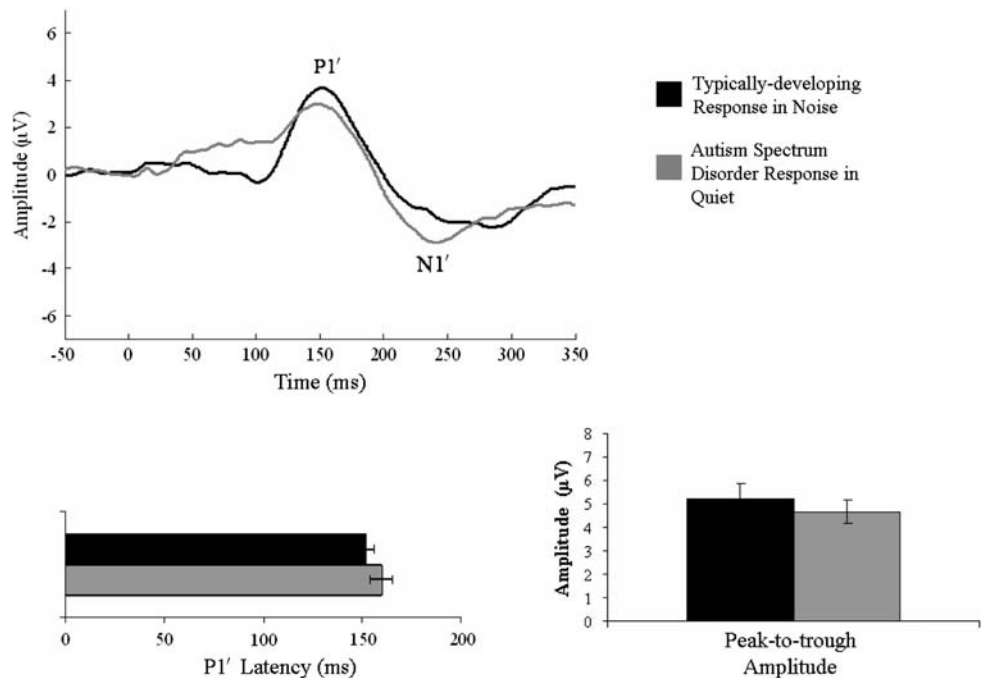 6
4
2
0
-2
-4
-6
Amplitude (μV)
P1′
N1′
-50 0 50 100 150 200 250 300 350
Time (ms)
Typically-developing
Response in Noise
Autism Spectrum
Disorder Response in
Quiet
0 50 100 150 200
P1′ Latency (ms)
8
7
6
5
4
3
2
1
0
Amplitude (μV)
Peak-to-trough
Amplitude